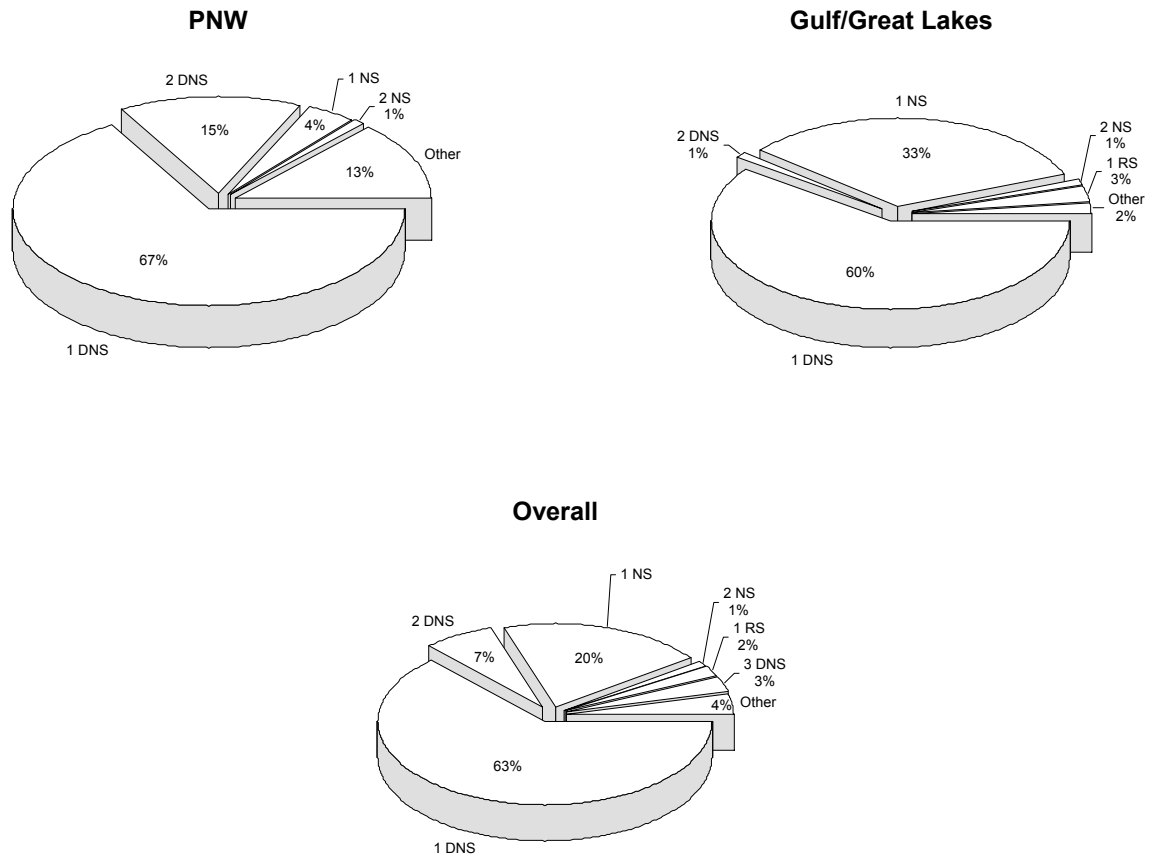 PNW
2 DNS
1 NS
2 NS
1%
15%
4%
Other
13%
67%
1 DNS
Gulf/Great Lakes
1 NS
2 DNS
1%
33%
2 NS
1%
1 RS
3%
Other
2%
60%
1 DNS
Overall
1 NS
2 DNS
2 NS
1%
1 RS
2%
7%
20%
3 DNS
3%
4%
Other
63%
1 DNS